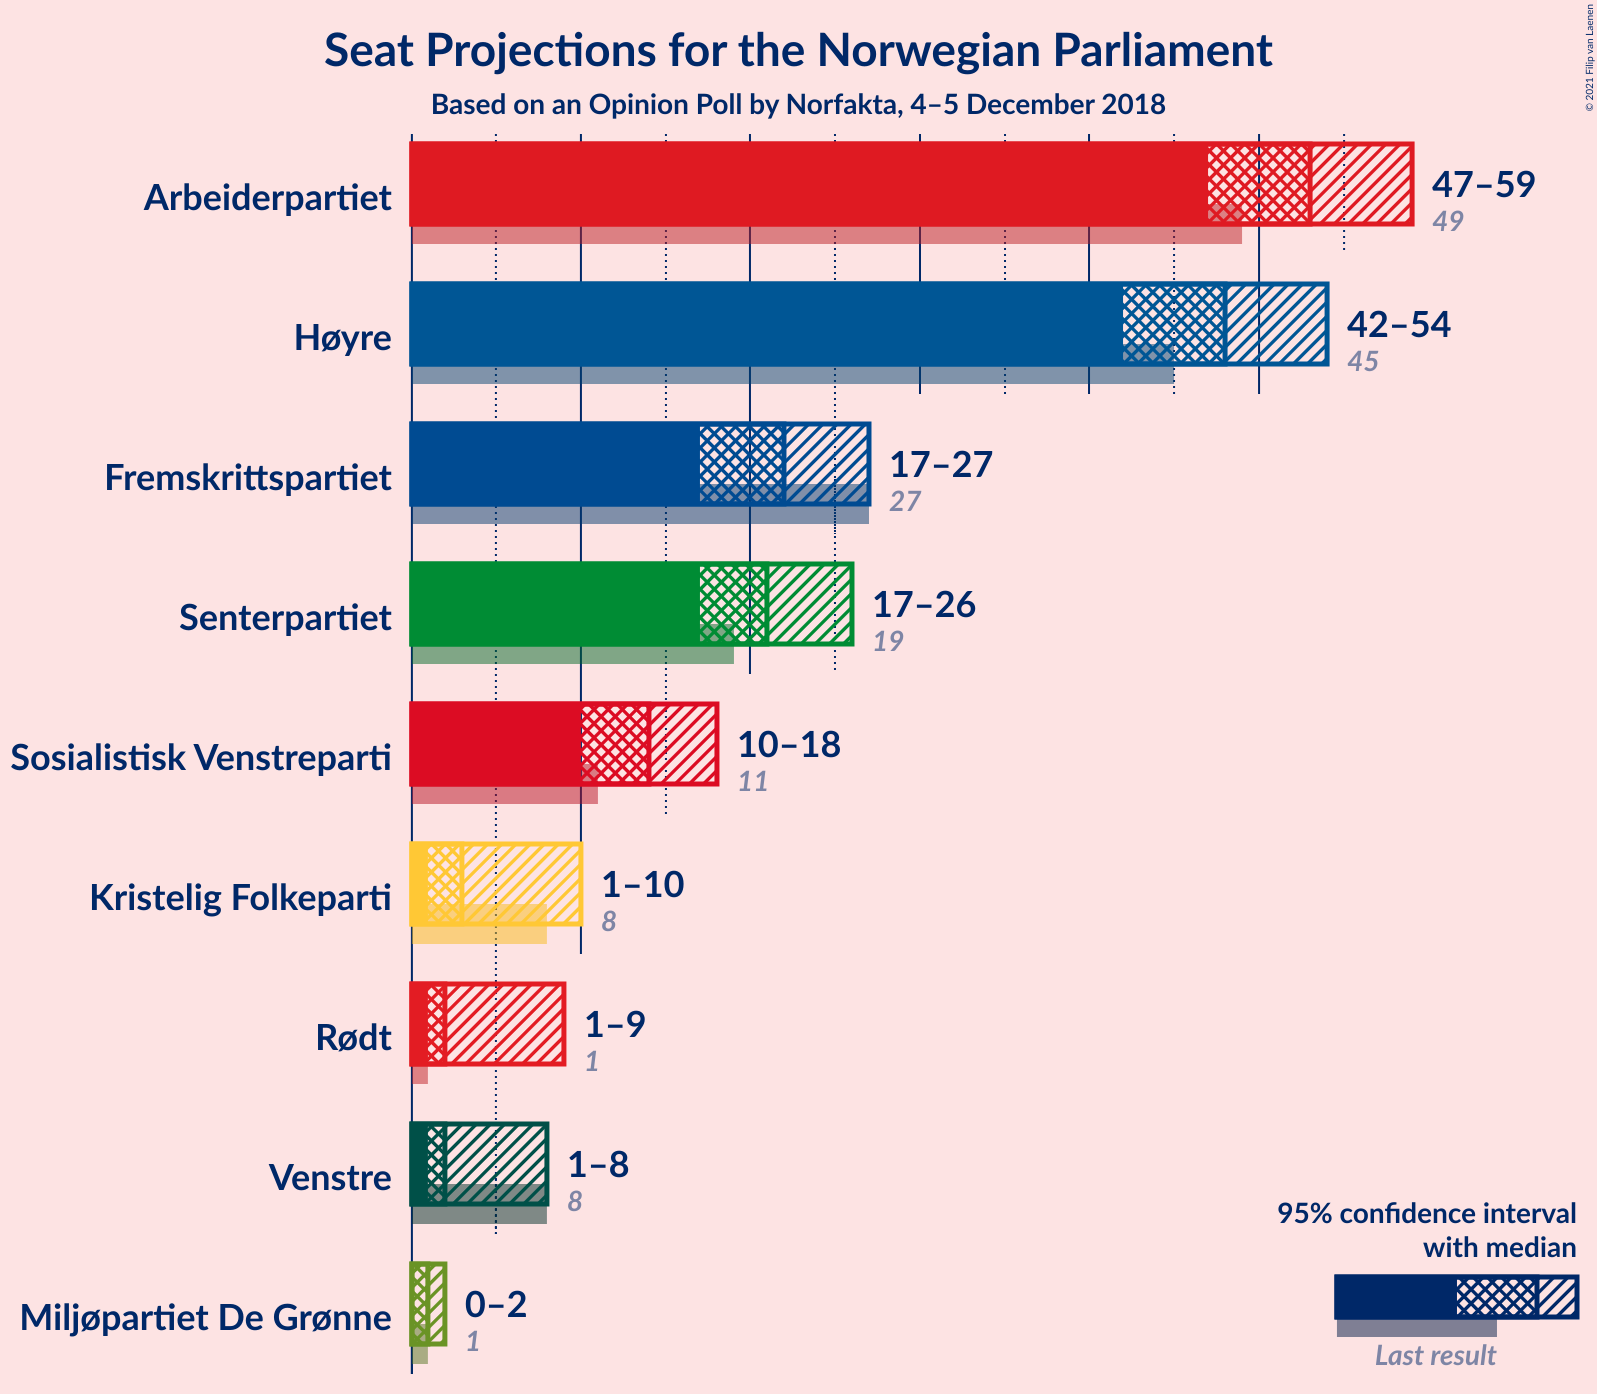 Seat Projections for the Norwegian Parliament
Based on an Opinion Poll by Norfakta, 4–5 December 2018
© 2021 Filip van Laenen
Arbeiderpartiet
47–59
49
Høyre
42–54
45
Fremskrittspartiet
17–27
27
Senterpartiet
17–26
19
Sosialistisk Venstreparti
10–18
11
Kristelig Folkeparti
1–10
8
Rødt
1–9
1
Venstre
1–8
8
Miljøpartiet De Grønne
0–2
1
95% confidence interval
with median
Last result